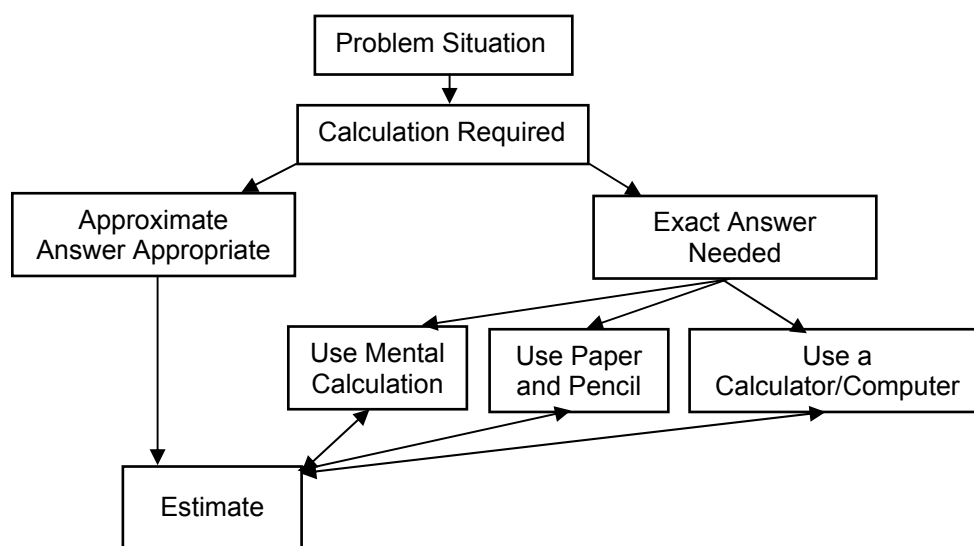 Problem Situation
Calculation Required
Approximate
Answer Appropriate
Exact Answer
Needed
Use Mental
Calculation
Use Paper
and Pencil
Use a
Calculator/Computer
Estimate